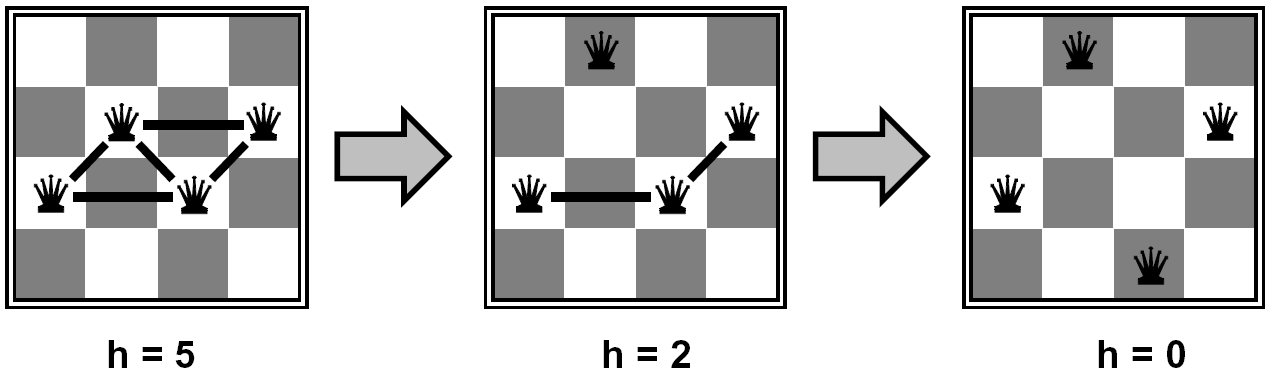 h = 5
h = 2
h = 0